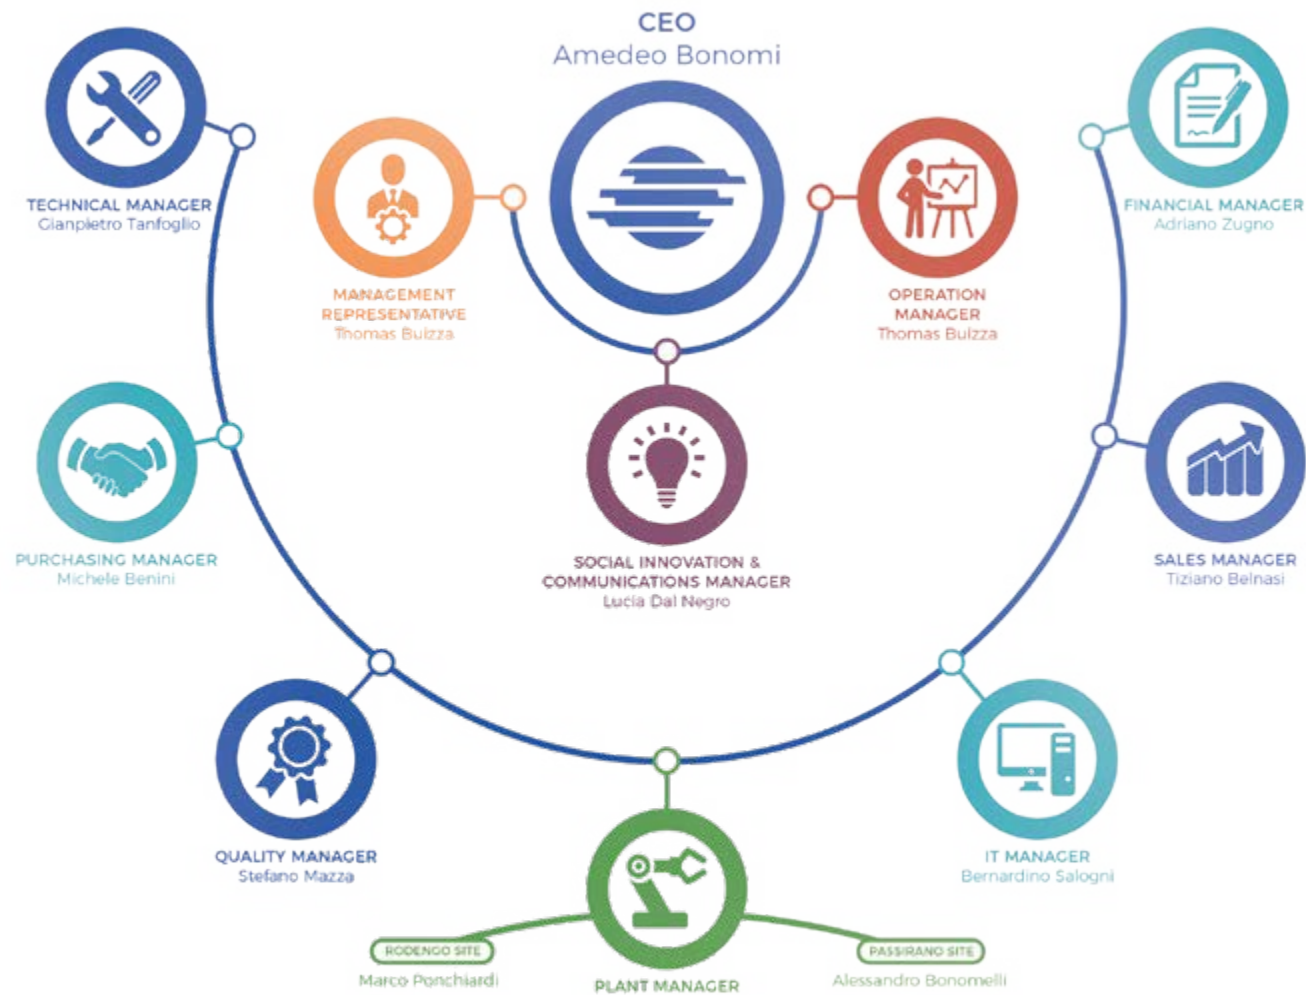 CEO
Amedeo Bonomi
TECHNICAL MANAGER
Gianpietro Tanfoglio
MANAGEMENT
REPRESENTATIVE
Thomas Buizza
OPERATION
MANAGER
Thomas Buizza
FINANCIAL MANAGER
Adriano Zugno
PURCHASING MANAGER
Michele Benini
SOCIAL INNOVATION &
COMMUNICATIONS MANAGER
Lucia Dal Negro
SALES MANAGER
Tiziano Belnasi
QUALITY MANAGER
Stefano Mazza
IT MANAGER
Bernardino Salogni
RODENGO SITE
Marco Ponchiardi
PLANT MANAGER
PASSIRANO SITE
Alessandro Bonomelli